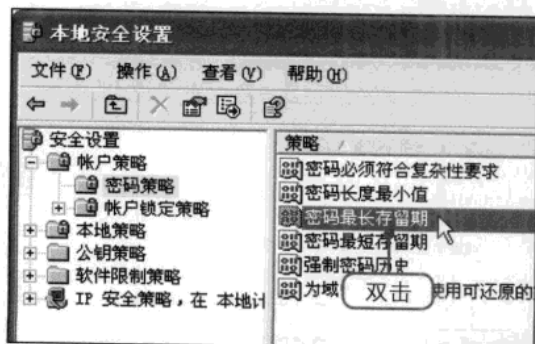 本地安全设置
文件(F) 操作(A) 查看(V) 帮助(H)
安全设置
帐户策略
密码策略
帐户锁定策略
本地策略
公钥策略
软件限制策略
IP 安全策略，在 本地计
策略
密码必须符合复杂性要求
密码长度最小值
密码最长存留期
密码最短存留期
强制密码历史
为域 使用可还原的
双击